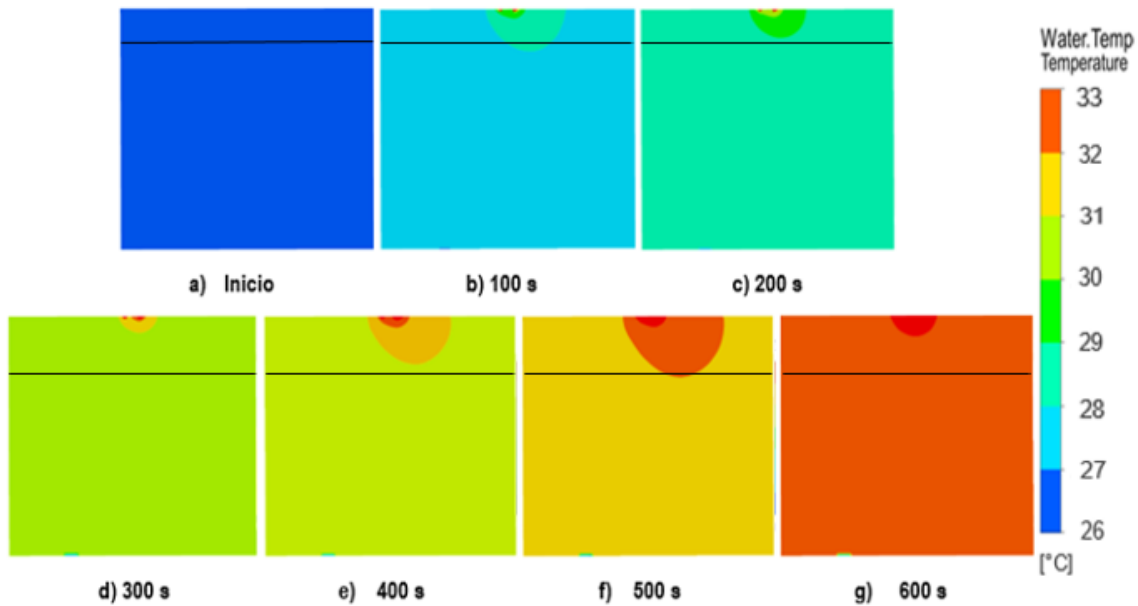 Water.Temp
Temperature
33
32
31
30
29
28
27
26
[°C]
a) Inicio
b) 100 s
c) 200 s
d) 300 s
e) 400 s
f) 500 s
g) 600 s